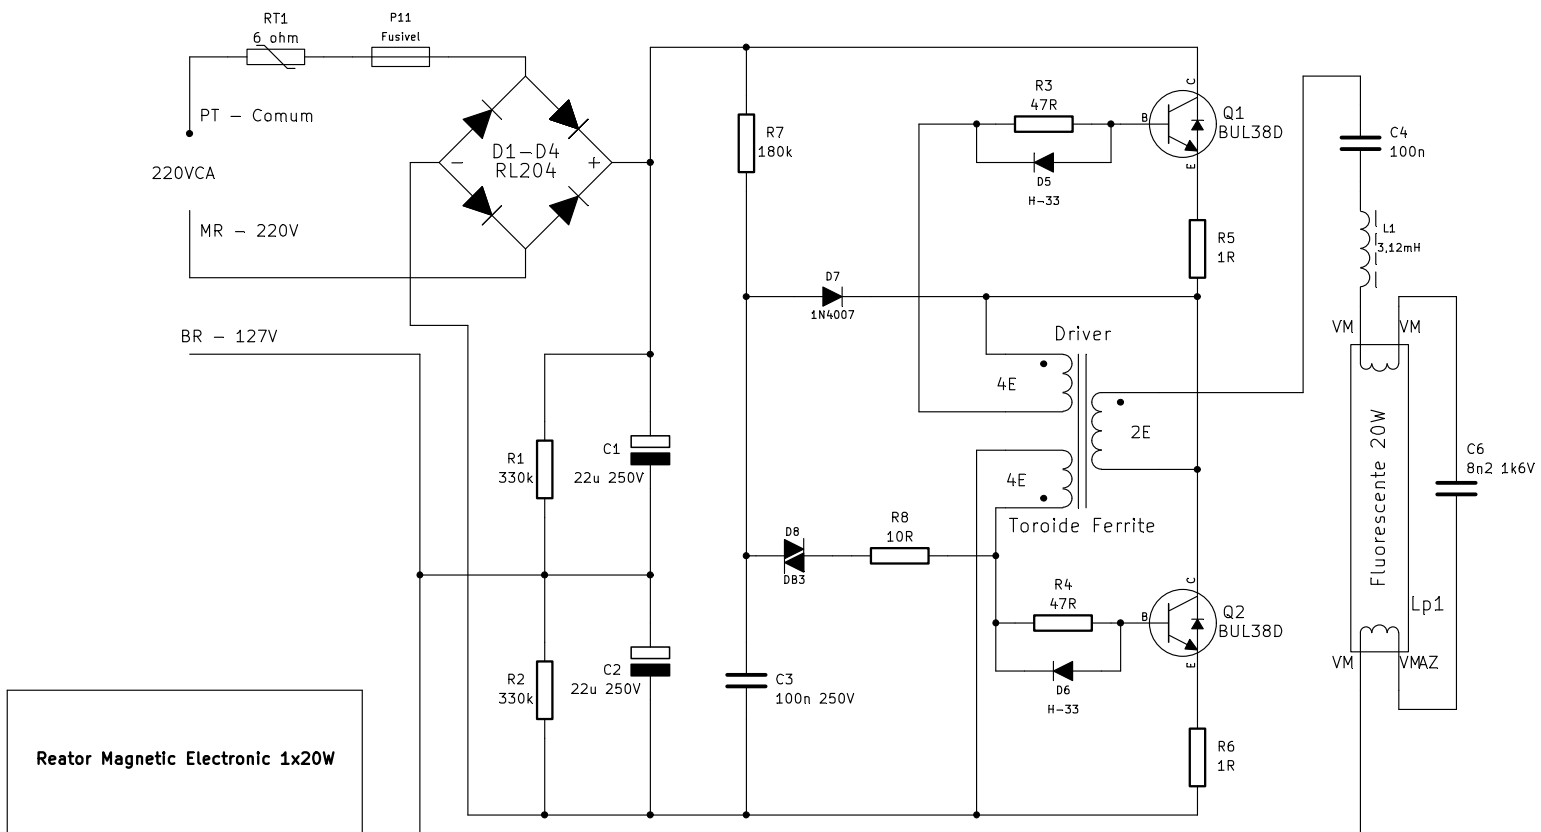 RT1
6 ohm
P11
Fusivel
PT - Comum
220VCA
MR - 220V
BR - 127V
-
D1-D4
RL204
+
R7
180k
R3
47R
D5
H-33
C
B
E
Q1
BUL38D
R5
1R
C4
100n
L1
3,12mH
D7
1N4007
Driver
4E
2E
4E
Toroide Ferrite
VM
VM
Fluorescente 20W
C6
8n2 1k6V
R1
330k
C1
22u 250V
D8
DB3
R8
10R
R4
47R
D6
H-33
C
B
E
Q2
BUL38D
Lp1
VM
VM
AZ
R2
330k
C2
22u 250V
C3
100n 250V
R6
1R
Reator Magnetic Electronic 1x20W